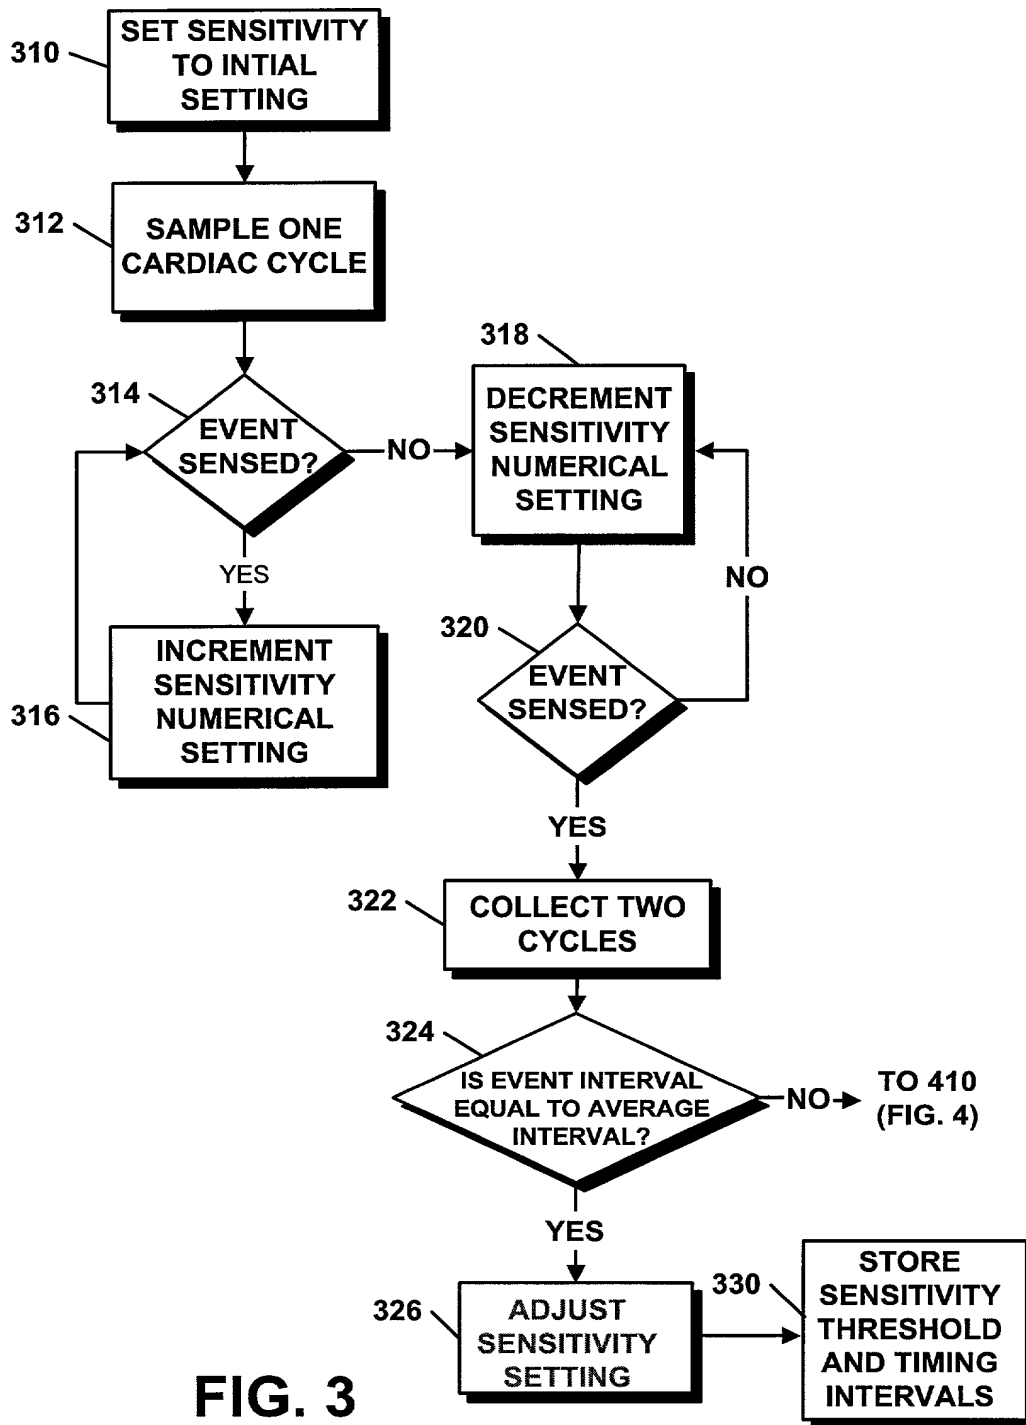 310
SET SENSITIVITY
TO INTIAL
SETTING
312
SAMPLE ONE
CARDIAC CYCLE
314
EVENT
SENSED?
NO
318
DECREMENT
SENSITIVITY
NUMERICAL
SETTING
YES
NO
316
INCREMENT
SENSITIVITY
NUMERICAL
SETTING
320
EVENT
SENSED?
YES
322
COLLECT TWO
CYCLES
324
IS EVENT INTERVAL
EQUAL TO AVERAGE
INTERVAL?
NO
TO 410
(FIG. 4)
YES
326
ADJUST
SENSITIVITY
SETTING
330
STORE
SENSITIVITY
THRESHOLD
AND TIMING
INTERVALS
FIG. 3